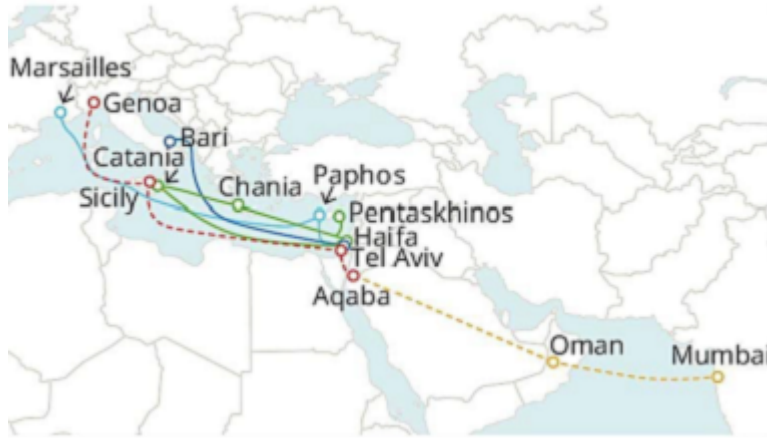 Marsailles
Genoa
Bari
Catania
Sicily
Chania
Paphos
Pentaskhinos
Haifa
Tel Aviv
Aqaba
Oman
Mumbai